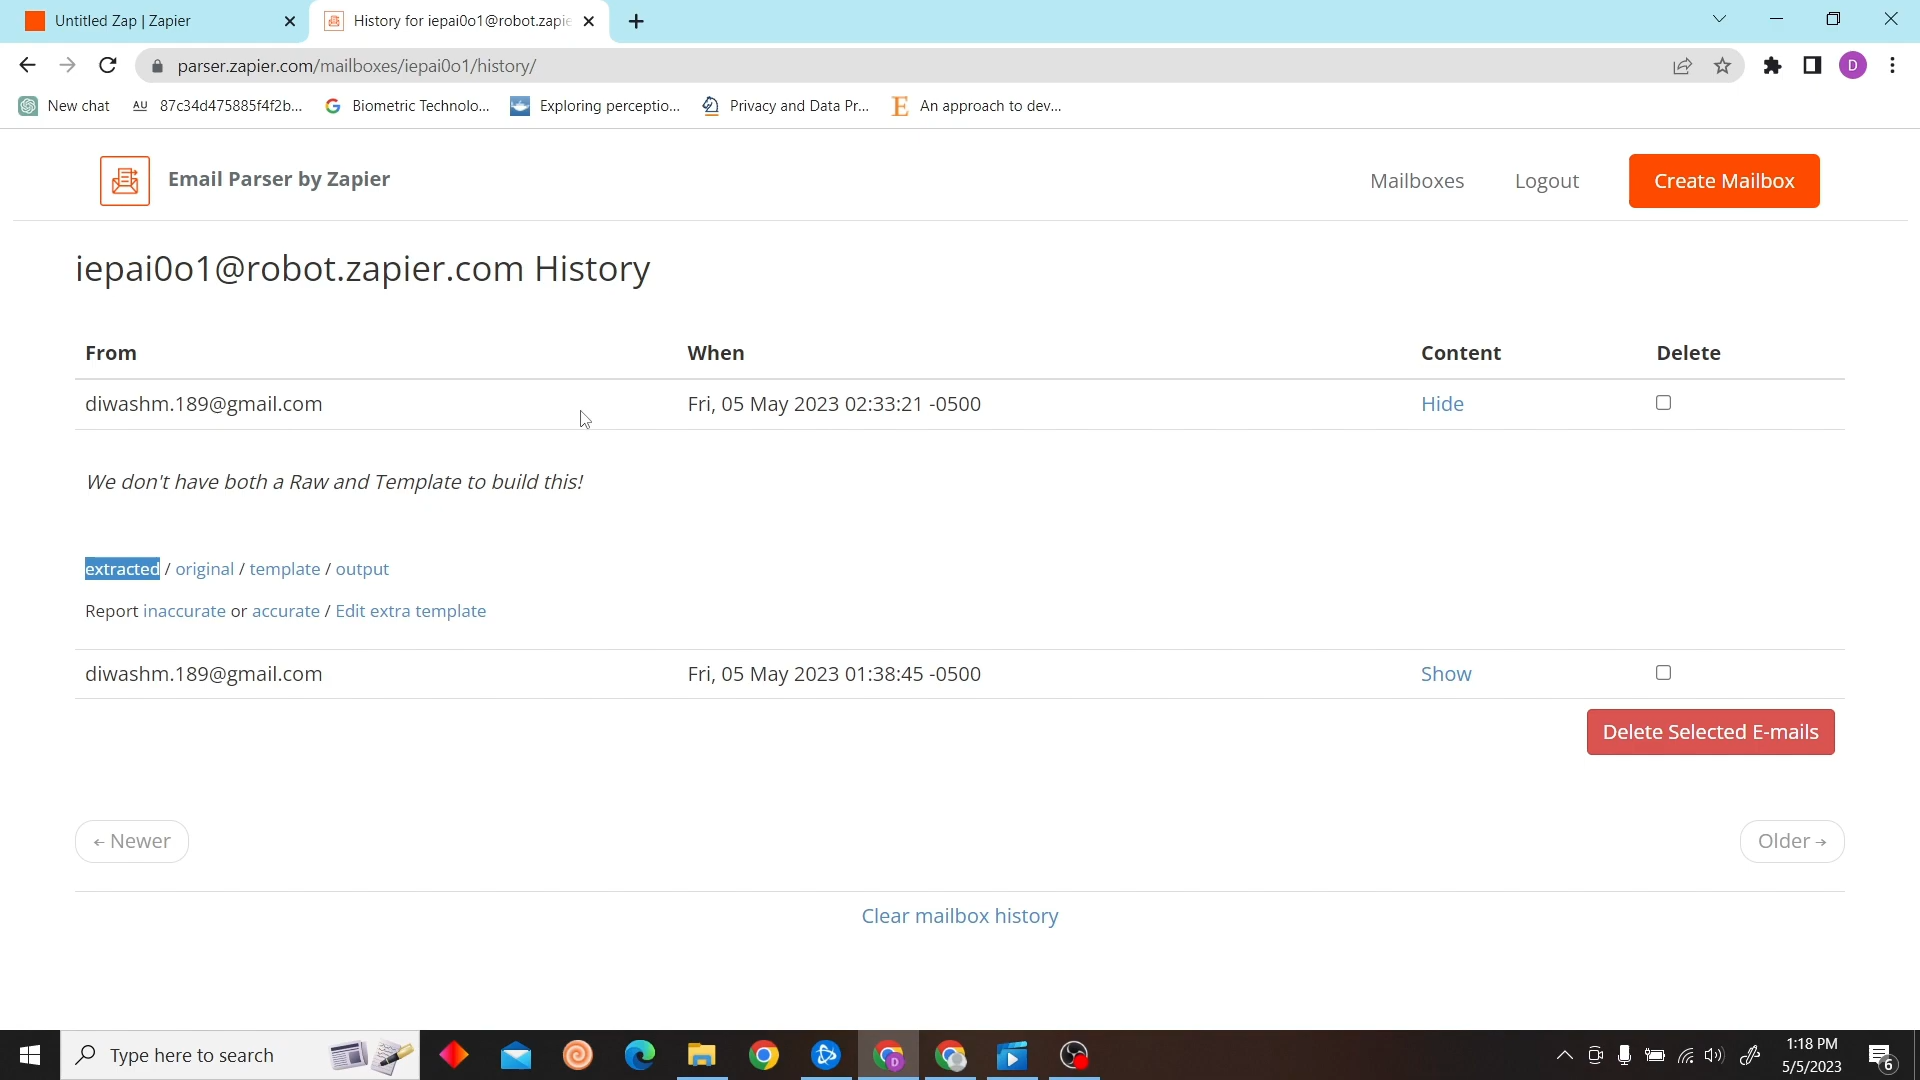 Untitled Zap | Zapier
History for iepai0o1@robot.zapie
parser.zapier.com/mailboxes/iepai0o1/history/
D
New chat
AU 87c34d475885f4f2b...
Biometric Technolo...
Exploring perceptio...
Privacy and Data Pr...
E An approach to dev...
Email Parser by Zapier
Mailboxes
Logout
Create Mailbox
iepai0o1@robot.zapier.com History
From When Content Delete
diwashm.189@gmail.com Fri, 05 May 2023 02:33:21 -0500 Hide
We don't have both a Raw and Template to build this!
extracted / original / template / output
Report inaccurate or accurate / Edit extra template
diwashm.189@gmail.com Fri, 05 May 2023 01:38:45 -0500 Show
Delete Selected E-mails
← Newer
Older →
Clear mailbox history
Type here to search
D
1:18 PM
5/5/2023
6